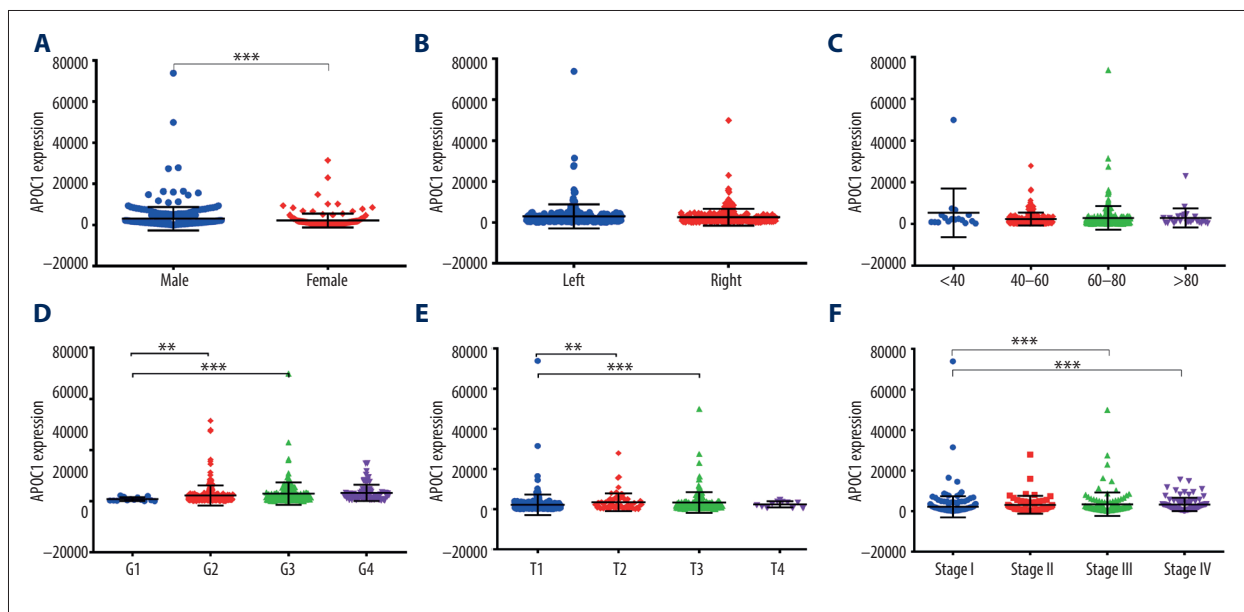 A
APOC1 expression
80000
60000
40000
20000
0
–20000
***
Male
Female
B
APOC1 expression
80000
60000
40000
20000
0
–20000
Left
Right
C
APOC1 expression
80000
60000
40000
20000
0
–20000
<40
40–60
60–80
>80
D
APOC1 expression
80000
60000
40000
20000
0
–20000
**
***
G1
G2
G3
G4
E
APOC1 expression
80000
60000
40000
20000
0
–20000
**
***
T1
T2
T3
T4
F
APOC1 expression
80000
60000
40000
20000
0
–20000
***
***
Stage I
Stage II
Stage III
Stage IV